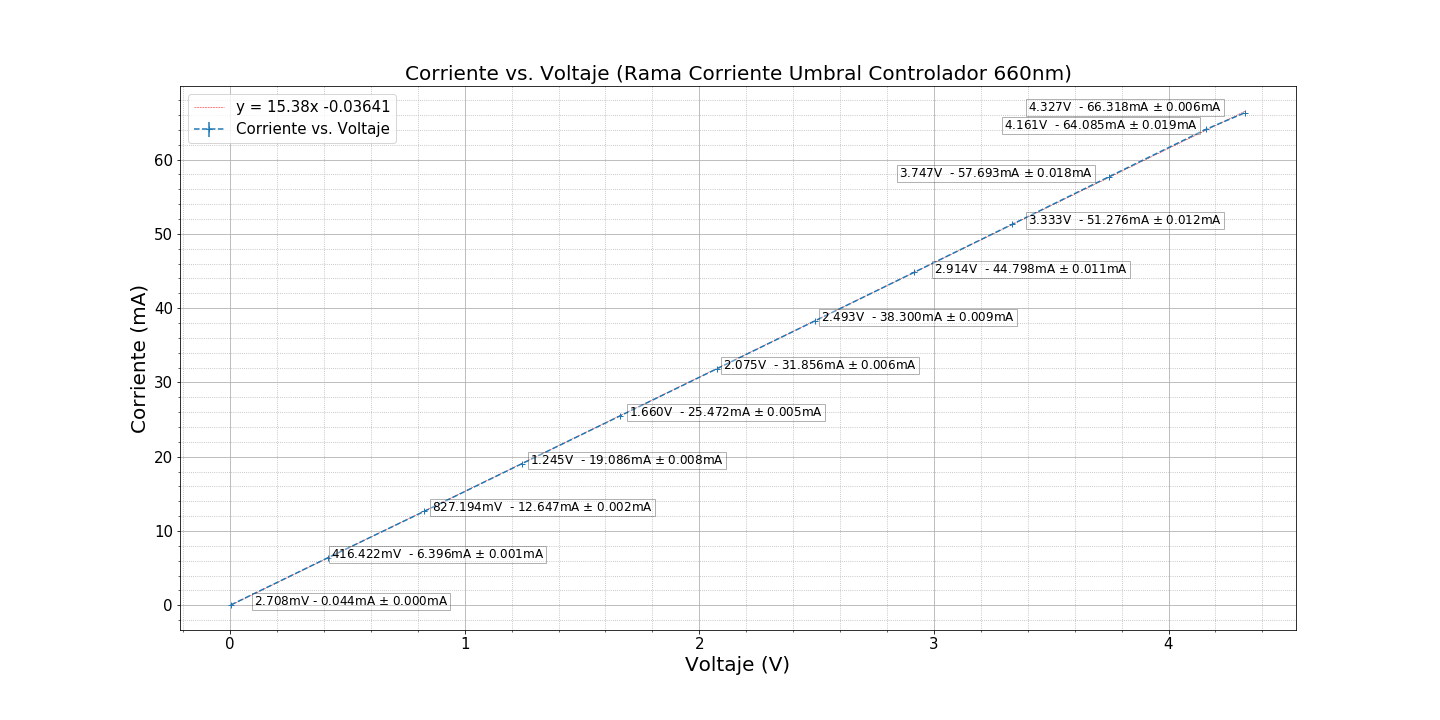 Corriente vs. Voltaje (Rama Corriente Umbral Controlador 660nm)
y = 15.38x -0.03641
Corriente vs. Voltaje
4.327V - 66.318mA ± 0.006mA
4.161V - 64.085mA ± 0.019mA
3.747V - 57.693mA ± 0.018mA
3.333V - 51.276mA ± 0.012mA
2.914V - 44.798mA ± 0.011mA
2.493V - 38.300mA ± 0.009mA
2.075V - 31.856mA ± 0.006mA
1.660V - 25.472mA ± 0.005mA
1.245V - 19.086mA ± 0.008mA
827.194mV - 12.647mA ± 0.002mA
416.422mV - 6.396mA ± 0.001mA
2.708mV - 0.044mA ± 0.000mA
Corriente (mA)
60
50
40
30
20
10
0
0 1 2 3 4
Voltaje (V)